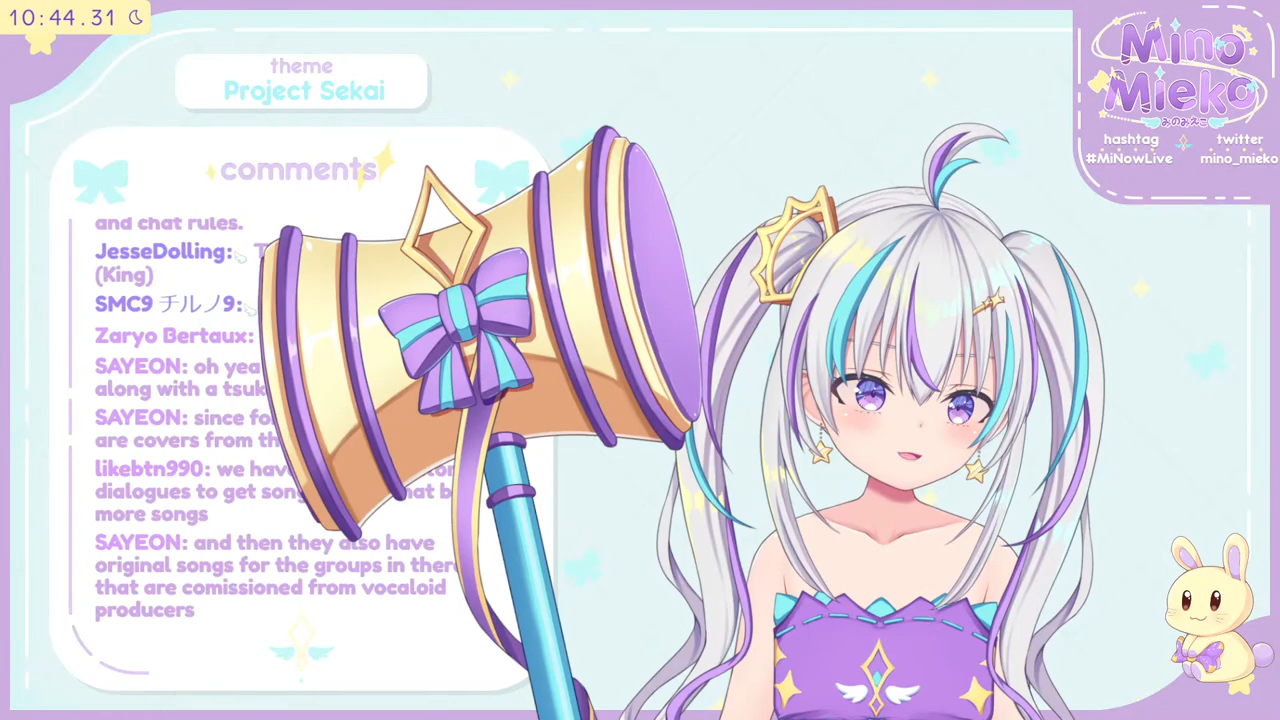 10:44.31
theme
Project Sekai
comments
and chat rules.
JesseDolling:
(King)
SMC9 チルノ9:
Zaryo Bertaux:
SAYEON: oh yea
along with a tsuk
SAYEON: since fo
are covers from th
likebtn990: we hav
dialogues to get song hat b
more songs
SAYEON: and then they also have
original songs for the groups in ther
that are comissioned from vocaloid
producers
Mino
Mieko
みのみえこ
hashtag twitter
#MiNowLive mino_mieko